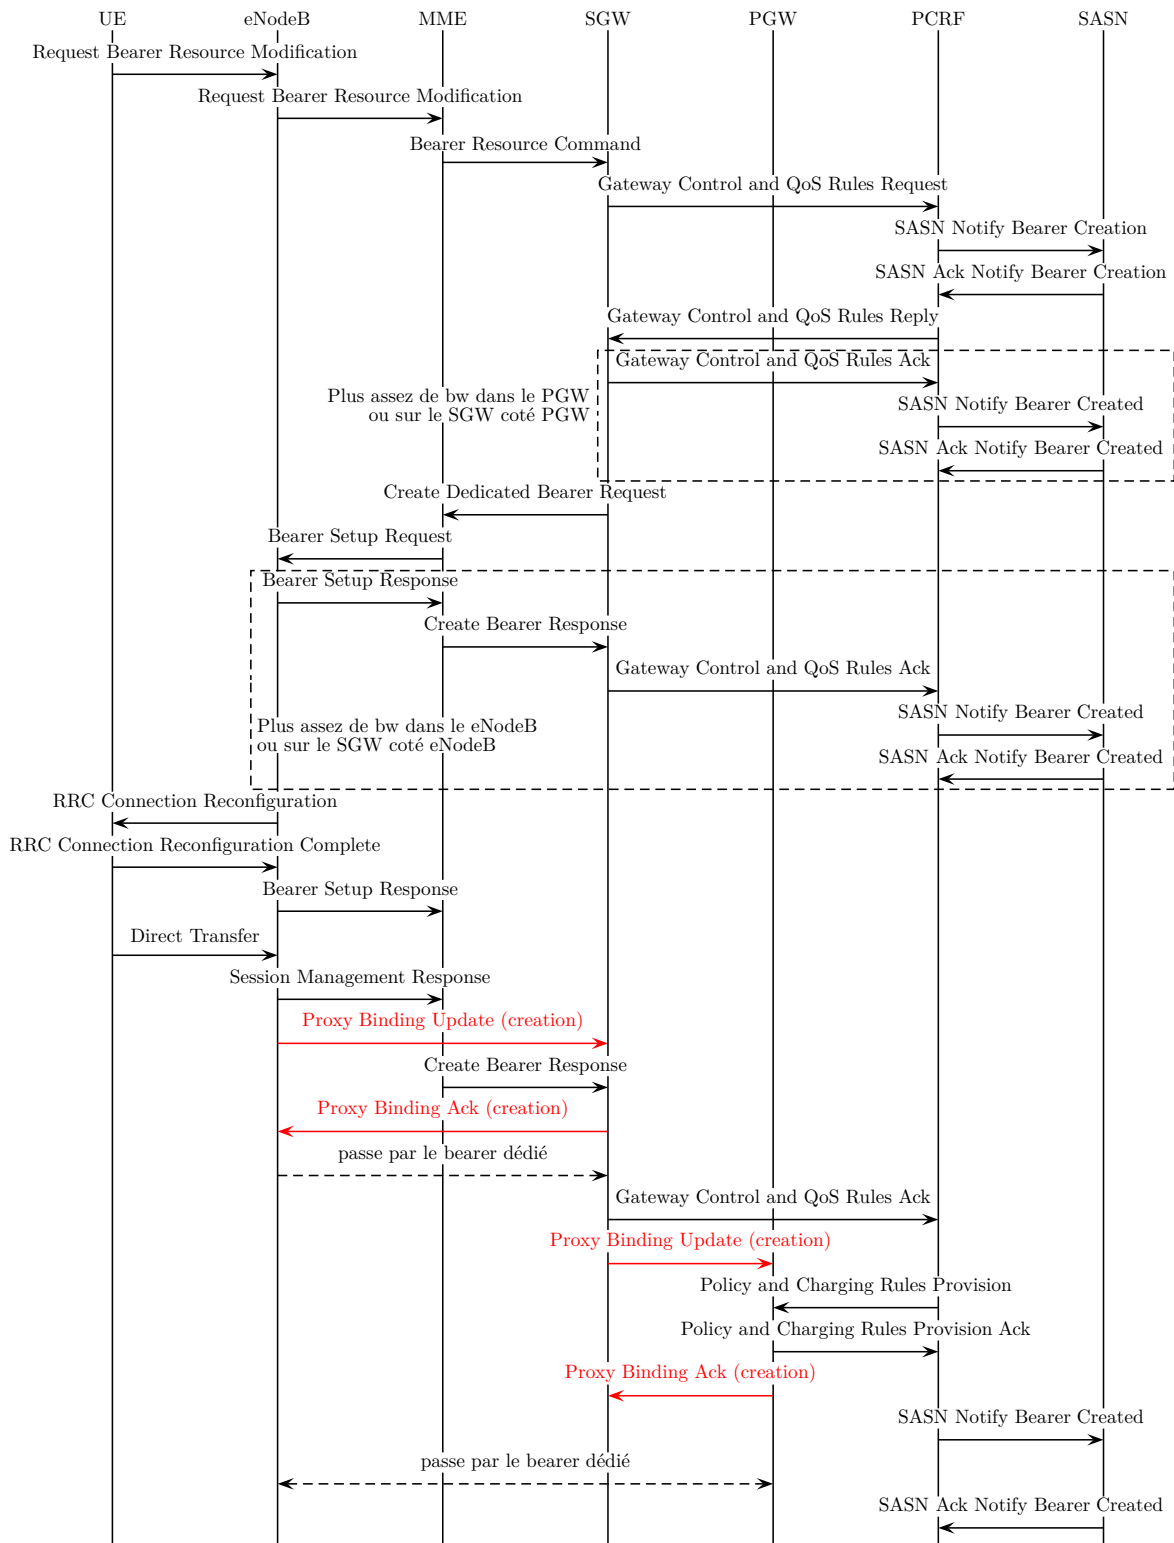 UE eNodeB MME SGW PGW PCRF SASN
Request Bearer Resource Modification
Request Bearer Resource Modification
Bearer Resource Command
Gateway Control and QoS Rules Request
SASN Notify Bearer Creation
SASN Ack Notify Bearer Creation
Gateway Control and QoS Rules Reply
Gateway Control and QoS Rules Ack
Plus assez de bw dans le PGW
ou sur le SGW coté PGW
SASN Notify Bearer Created
SASN Ack Notify Bearer Created
Create Dedicated Bearer Request
Bearer Setup Request
Bearer Setup Response
Create Bearer Response
Gateway Control and QoS Rules Ack
SASN Notify Bearer Created
Plus assez de bw dans le eNodeB
ou sur le SGW coté eNodeB
SASN Ack Notify Bearer Created
RRC Connection Reconfiguration
RRC Connection Reconfiguration Complete
Bearer Setup Response
Direct Transfer
Session Management Response
Proxy Binding Update (creation)
Create Bearer Response
Proxy Binding Ack (creation)
passe par le bearer dédié
Gateway Control and QoS Rules Ack
Proxy Binding Update (creation)
Policy and Charging Rules Provision
Policy and Charging Rules Provision Ack
Proxy Binding Ack (creation)
SASN Notify Bearer Created
passe par le bearer dédié
SASN Ack Notify Bearer Created